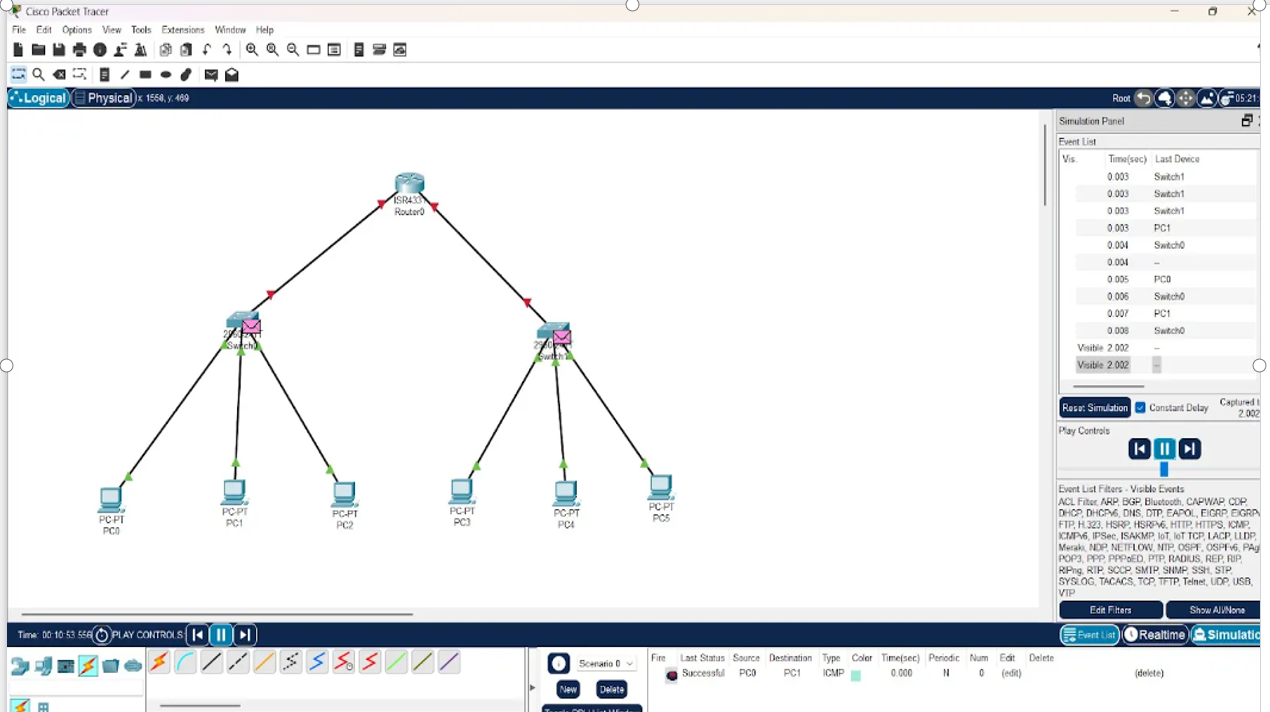 Cisco Packet Tracer
File Edit Options View Tools Extensions Window Help
Logical Physical x: 1556, y: 469 Root 05:21:
Simulation Panel
Event List
Vis. Time(sec) Last Device
0.003 Switch1
0.003 Switch1
0.003 Switch1
0.003 PC1
0.004 Switch0
0.004 --
0.005 PC0
0.006 Switch0
0.007 PC1
0.008 Switch0
Visible 2.002 --
Visible 2.002 --
Reset Simulation Constant Delay Captured t
2.002
Play Controls
Event List Filters - Visible Events
ACL Filter, ARP, BGP, Bluetooth, CAPWAP, CDP,
DHCP, DHCPv6, DNS, DTP, EAPOL, EIGRP, EIGRPv
FTP, H.323, HSRP, HSRPv6, HTTP, HTTPS, ICMP,
ICMPv6, IPSec, ISAKMP, IoT, IoT TCP, LACP, LLDP,
Meraki, NDP, NETFLOW, NTP, OSPF, OSPFv6, PAg
POP3, PPP, PPPoED, PTP, RADIUS, REP, RIP,
RIPng, RTP, SCCP, SMTP, SNMP, SSH, STP,
SYSLOG, TACACS, TCP, TFTP, Telnet, UDP, USB,
VTP
Edit Filters Show All/None
Event List Realtime Simulatio
ISR4331
Router0
Switch0
Switch1
PC-PT
PC0
PC-PT
PC1
PC-PT
PC2
PC-PT
PC3
PC-PT
PC4
PC-PT
PC5
Time: 00:10:53.556 PLAY CONTROLS:
Scenario 0
New Delete
Toggle PDU List Window
Fire Last Status Source Destination Type Color Time(sec) Periodic Num Edit Delete
Successful PC0 PC1 ICMP 0.000 N 0 (edit) (delete)